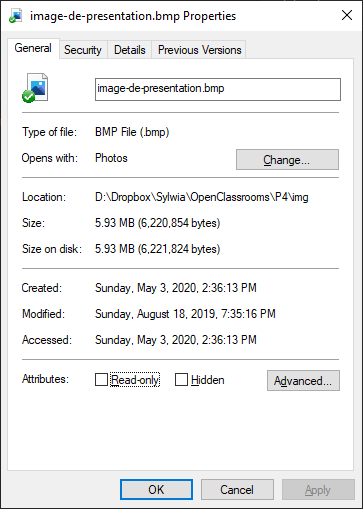 image-de-presentation.bmp Properties
General Security Details Previous Versions
image-de-presentation.bmp
Type of file: BMP File (.bmp)
Opens with: Photos Change...
Location: D:\Dropbox\Sylwia\OpenClassrooms\P4\img
Size: 5.93 MB (6,220,854 bytes)
Size on disk: 5.93 MB (6,221,824 bytes)
Created: Sunday, May 3, 2020, 2:36:13 PM
Modified: Sunday, August 18, 2019, 7:35:16 PM
Accessed: Sunday, May 3, 2020, 2:36:13 PM
Attributes: Read-only Hidden Advanced...
OK Cancel Apply